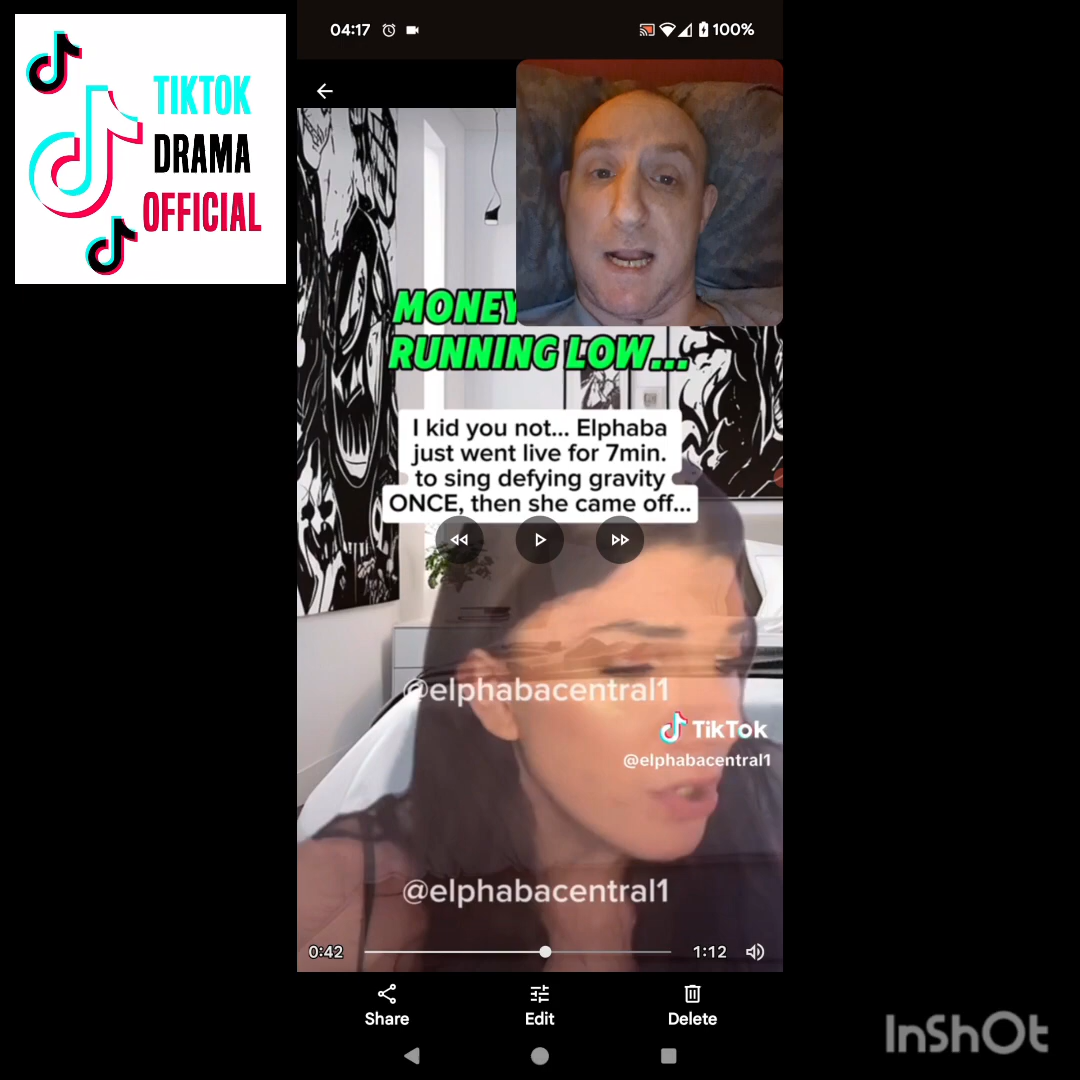 TIKTOK
DRAMA
OFFICIAL
04:17
100%
MONEY
RUNNING LOW...
I kid you not... Elphaba
just went live for 7min.
to sing defying gravity
ONCE, then she came off...
@elphabacentral1
TikTok
@elphabacentral1
@elphabacentral1
0:42
1:12
Share
Edit
Delete
InShOt